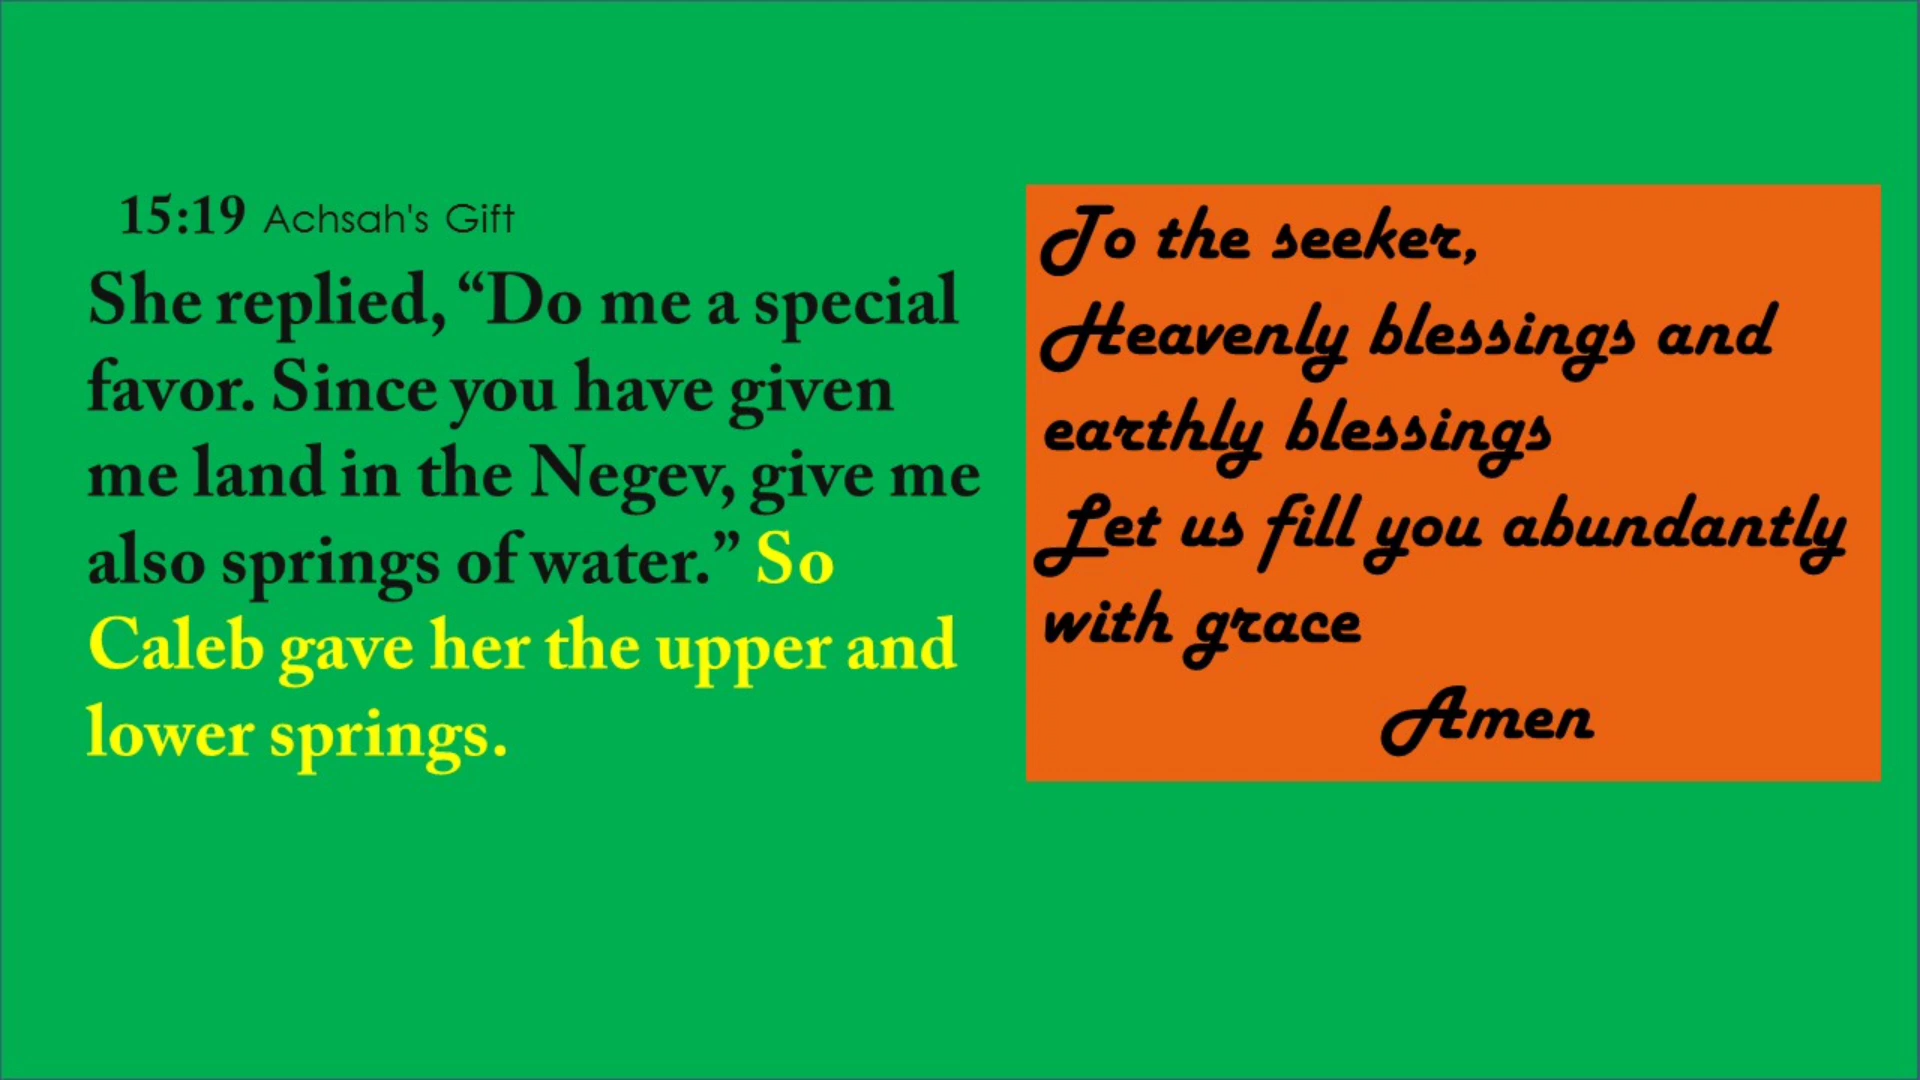 15:19 Achsah's Gift
She replied, “Do me a special
favor. Since you have given
me land in the Negev, give me
also springs of water.” So
Caleb gave her the upper and
lower springs.
To the seeker,
Heavenly blessings and
earthly blessings
Let us fill you abundantly
with grace
Amen